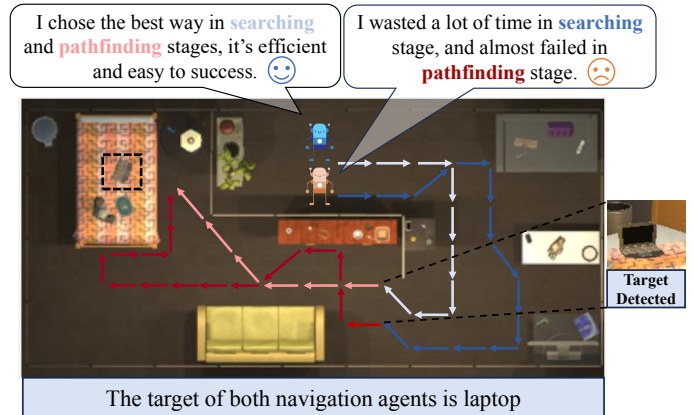 I chose the best way in searching
and pathfinding stages, it's efficient
and easy to success.
I wasted a lot of time in searching
stage, and almost failed in
pathfinding stage.
Target
Detected
The target of both navigation agents is laptop